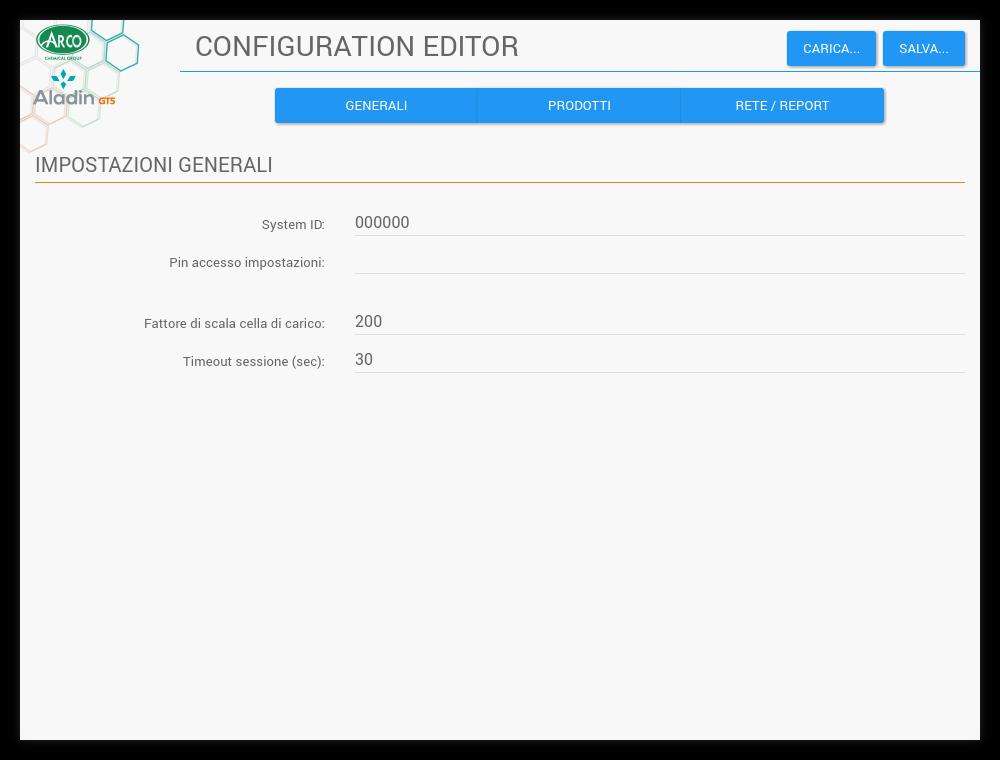 ARCO
CHEMICAL GROUP
Aladin GTS
CONFIGURATION EDITOR
CARICA...
SALVA...
GENERALI
PRODOTTI
RETE / REPORT
IMPOSTAZIONI GENERALI
System ID: 000000
Pin accesso impostazioni:
Fattore di scala cella di carico: 200
Timeout sessione (sec): 30